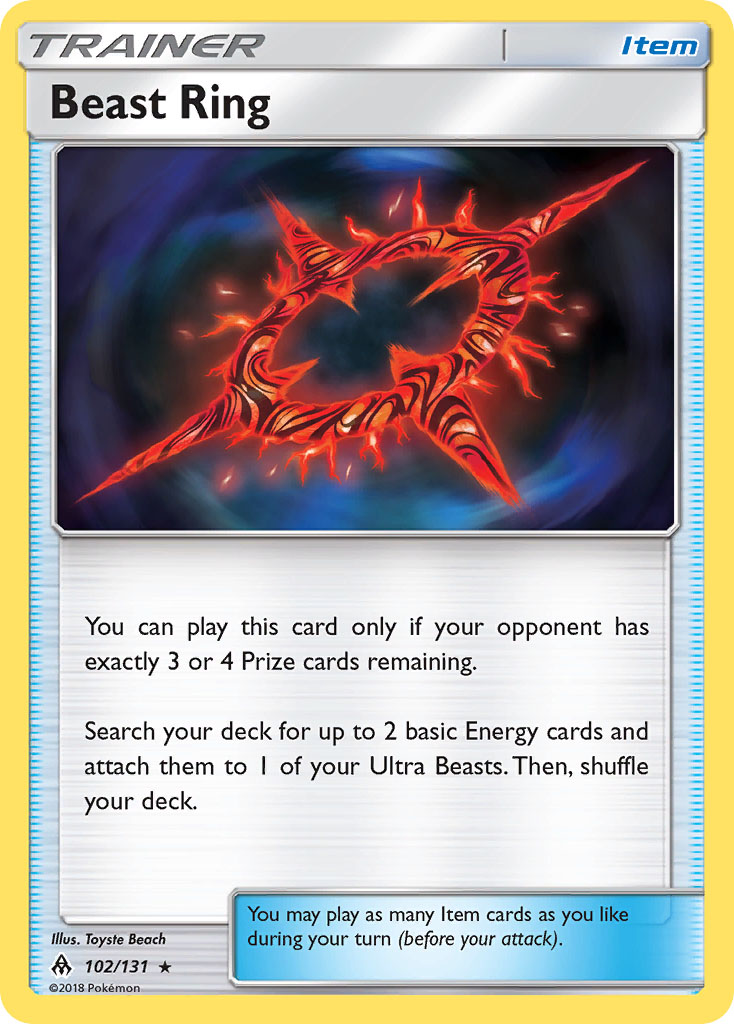 TRAINER
Item
Beast Ring
You can play this card only if your opponent has
exactly 3 or 4 Prize cards remaining.
Search your deck for up to 2 basic Energy cards and
attach them to 1 of your Ultra Beasts. Then, shuffle
your deck.
You may play as many Item cards as you like
during your turn (before your attack).
Illus. Toyste Beach
102/131 ★
©2018 Pokémon